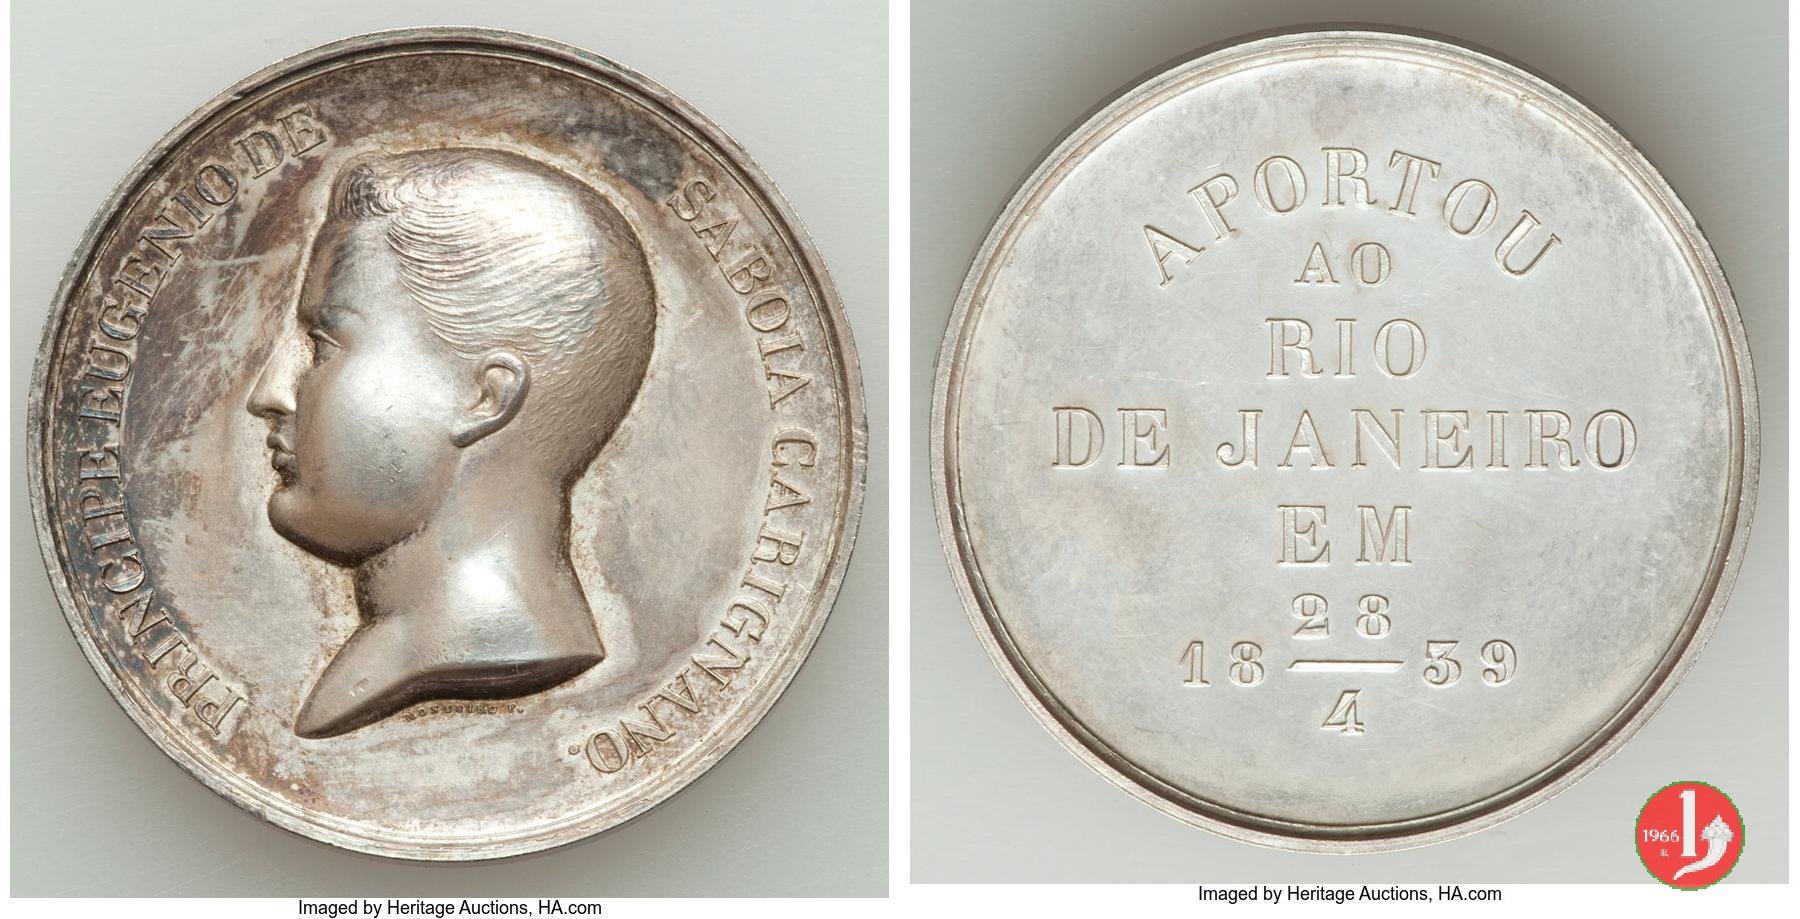 PRINCIPE EUGENIO DE SABOIA CARIGNANO.
APORTOU
AO
RIO
DE JANEIRO
EM
28
18 39
4
1966
R.
Imaged by Heritage Auctions, HA.com
Imaged by Heritage Auctions, HA.com